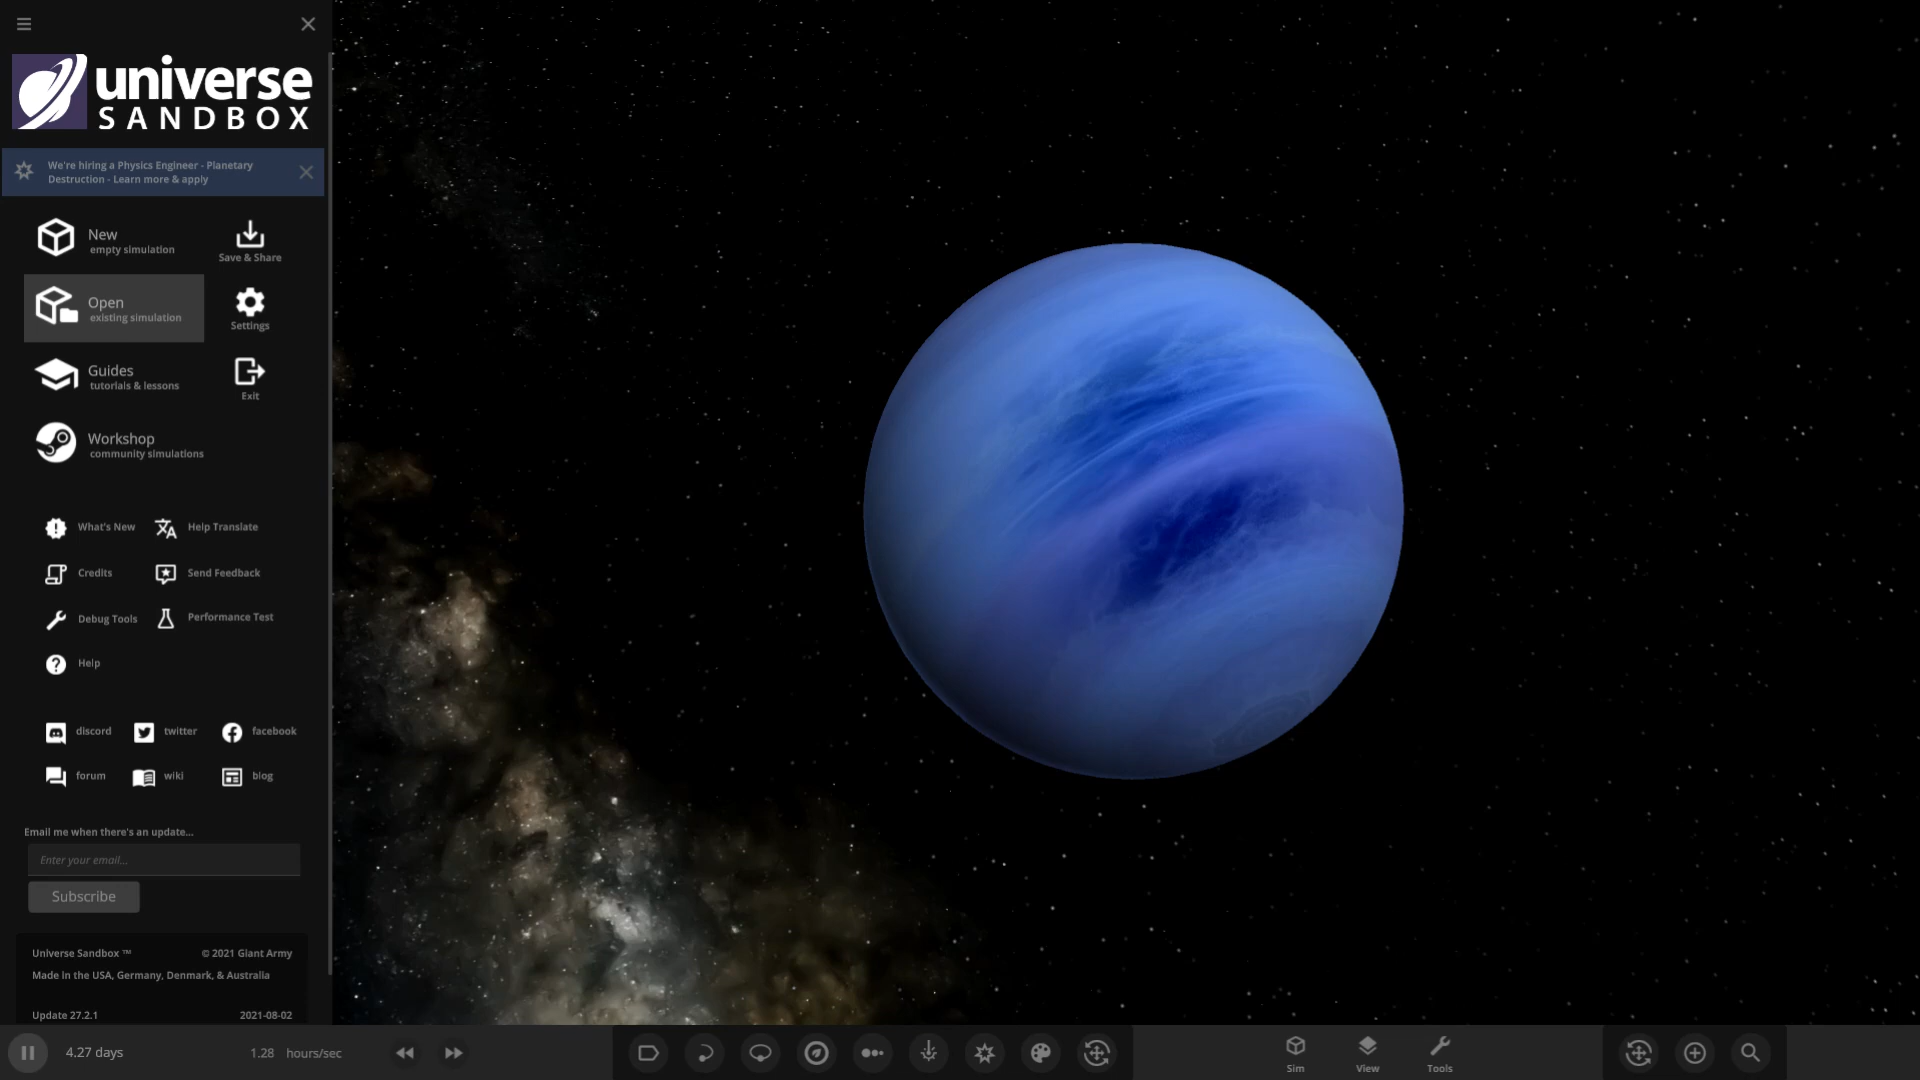 universe
SANDBOX
We're hiring a Physics Engineer - Planetary
Destruction - Learn more & apply
New
empty simulation
Save & Share
Open
existing simulation
Settings
Guides
tutorials & lessons
Exit
Workshop
community simulations
What's New
Help Translate
Credits
Send Feedback
Debug Tools
Performance Test
Help
discord
twitter
facebook
forum
wiki
blog
Email me when there's an update...
Enter your email...
Subscribe
Universe Sandbox ™
© 2021 Giant Army
Made in the USA, Germany, Denmark, & Australia
Update 27.2.1
2021-08-02
4.27 days
1.28 hours/sec
Sim
View
Tools